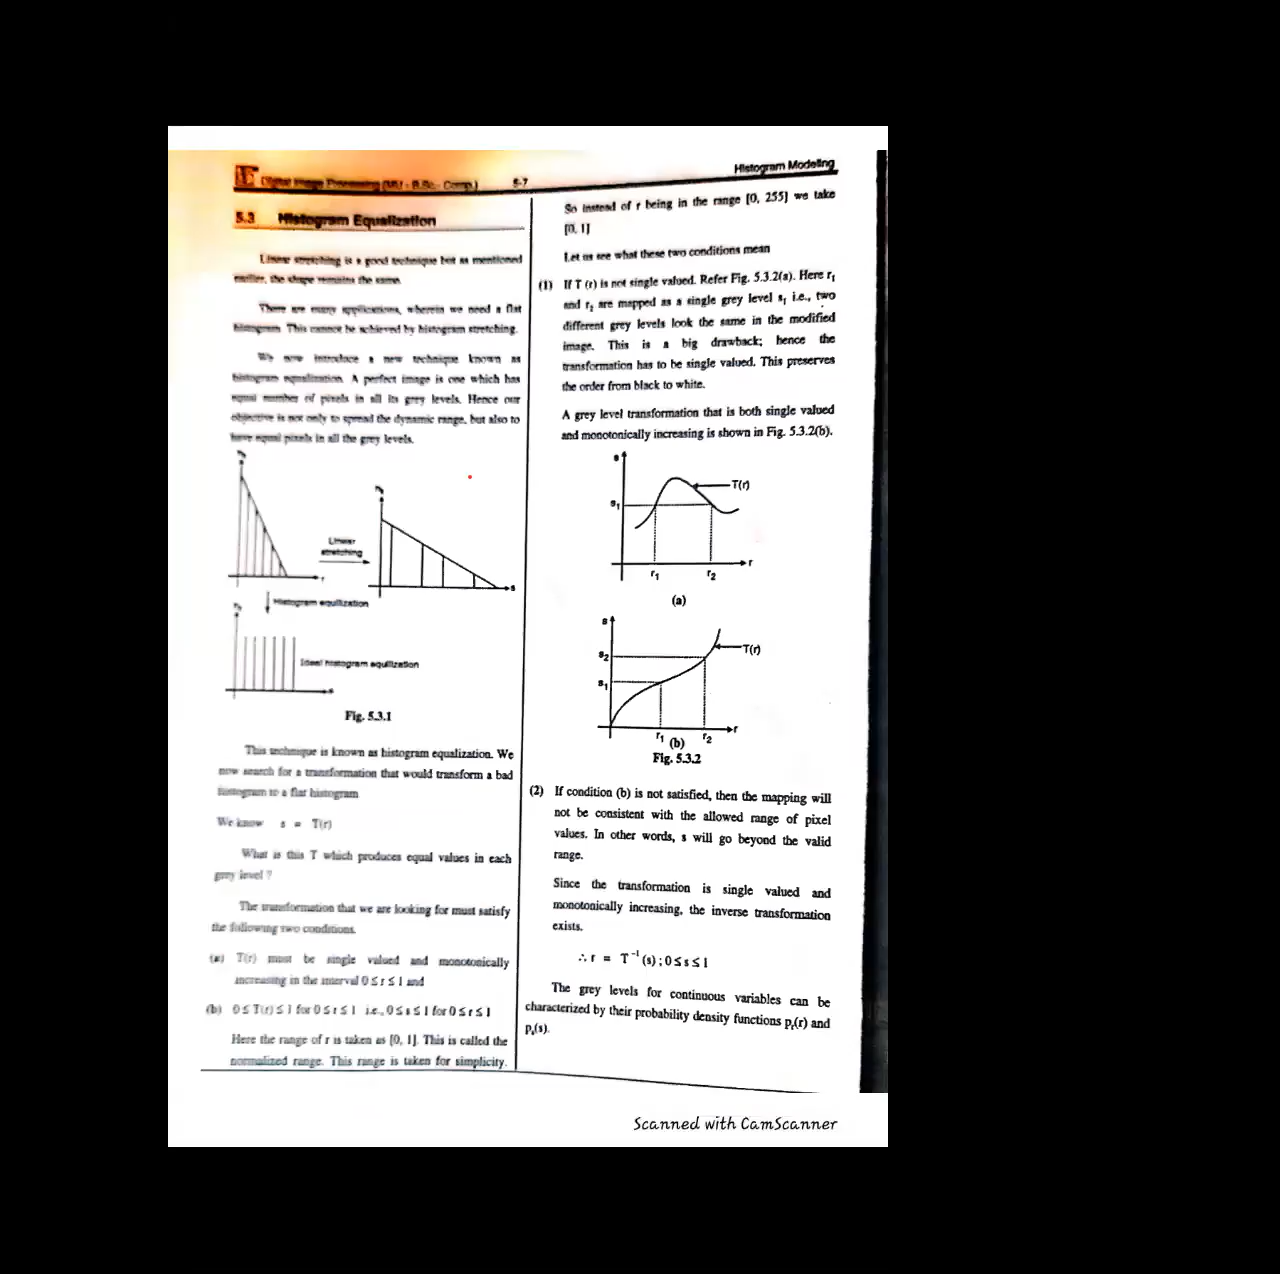 Digital Image Processing (MU - B.Sc. - Comp.) 5-7 Histogram Modeling
5.3 Histogram Equalization
Linear stretching is a good technique but as mentioned
earlier, the shape remains the same.
There are many applications, wherein we need a flat
histogram. This cannot be achieved by histogram stretching.
We now introduce a new technique known as
histogram equalization. A perfect image is one which has
equal number of pixels in all its grey levels. Hence our
objective is not only to spread the dynamic range, but also to
have equal pixels in all the grey levels.
Linear
stretching
r
s
Histogram equilization
Ideal histogram equilization
s
Fig. 5.3.1
This technique is known as histogram equalization. We
now search for a transformation that would transform a bad
histogram to a flat histogram
We know s = T(r)
What is this T which produces equal values in each
grey level ?
The transformation that we are looking for must satisfy
the following two conditions.
(a) T(r) must be single valued and monotonically
increasing in the interval 0 ≤ r ≤ 1 and
(b) 0 ≤ T(r) ≤ 1 for 0 ≤ r ≤ 1 i.e., 0 ≤ s ≤ 1 for 0 ≤ r ≤ 1
Here the range of r is taken as [0, 1]. This is called the
normalized range. This range is taken for simplicity.
So instead of r being in the range [0, 255] we take
[0, 1]
Let us see what these two conditions mean
(1) If T (r) is not single valued. Refer Fig. 5.3.2(a). Here r₁
and r₂ are mapped as a single grey level s₁ i.e., two
different grey levels look the same in the modified
image. This is a big drawback; hence the
transformation has to be single valued. This preserves
the order from black to white.
A grey level transformation that is both single valued
and monotonically increasing is shown in Fig. 5.3.2(b).
s
T(r)
s₁
r
r₁ r₂
(a)
s
T(r)
s₂
s₁
r
r₁ r₂
(b)
Fig. 5.3.2
(2) If condition (b) is not satisfied, then the mapping will
not be consistent with the allowed range of pixel
values. In other words, s will go beyond the valid
range.
Since the transformation is single valued and
monotonically increasing, the inverse transformation
exists.
∴ r = T⁻¹ (s) ; 0 ≤ s ≤ 1
The grey levels for continuous variables can be
characterized by their probability density functions pᵣ(r) and
pₛ(s).
Scanned with CamScanner